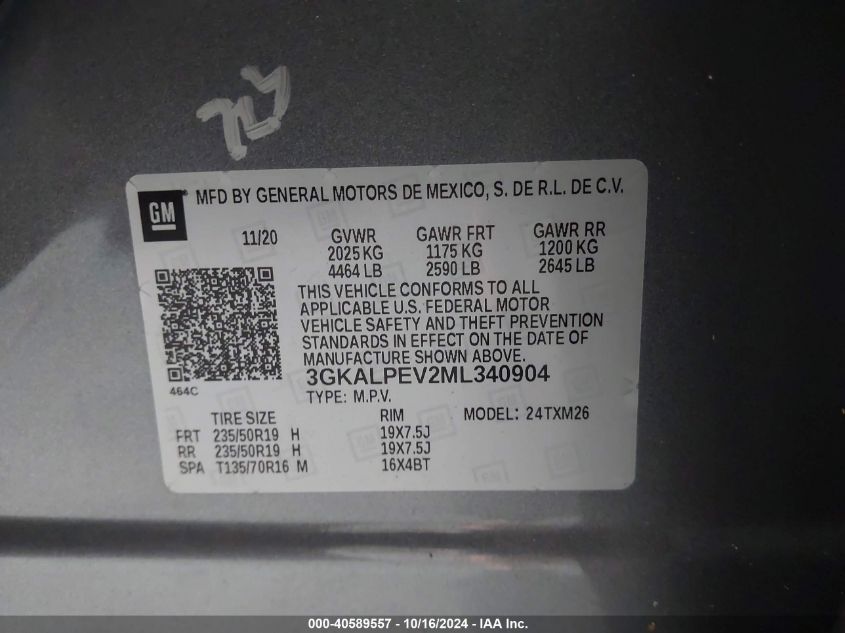 GM
MFD BY GENERAL MOTORS DE MEXICO, S. DE R.L. DE C.V.
11/20 GVWR GAWR FRT GAWR RR
2025 KG 1175 KG 1200 KG
4464 LB 2590 LB 2645 LB
THIS VEHICLE CONFORMS TO ALL
APPLICABLE U.S. FEDERAL MOTOR
VEHICLE SAFETY AND THEFT PREVENTION
STANDARDS IN EFFECT ON THE DATE OF
MANUFACTURE SHOWN ABOVE.
464C
3GKALPEV2ML340904
TYPE: M.P.V.
TIRE SIZE RIM MODEL: 24TXM26
FRT 235/50R19 H 19X7.5J
RR 235/50R19 H 19X7.5J
SPA T135/70R16 M 16X4BT
000-40589557 - 10/16/2024 - IAA Inc.